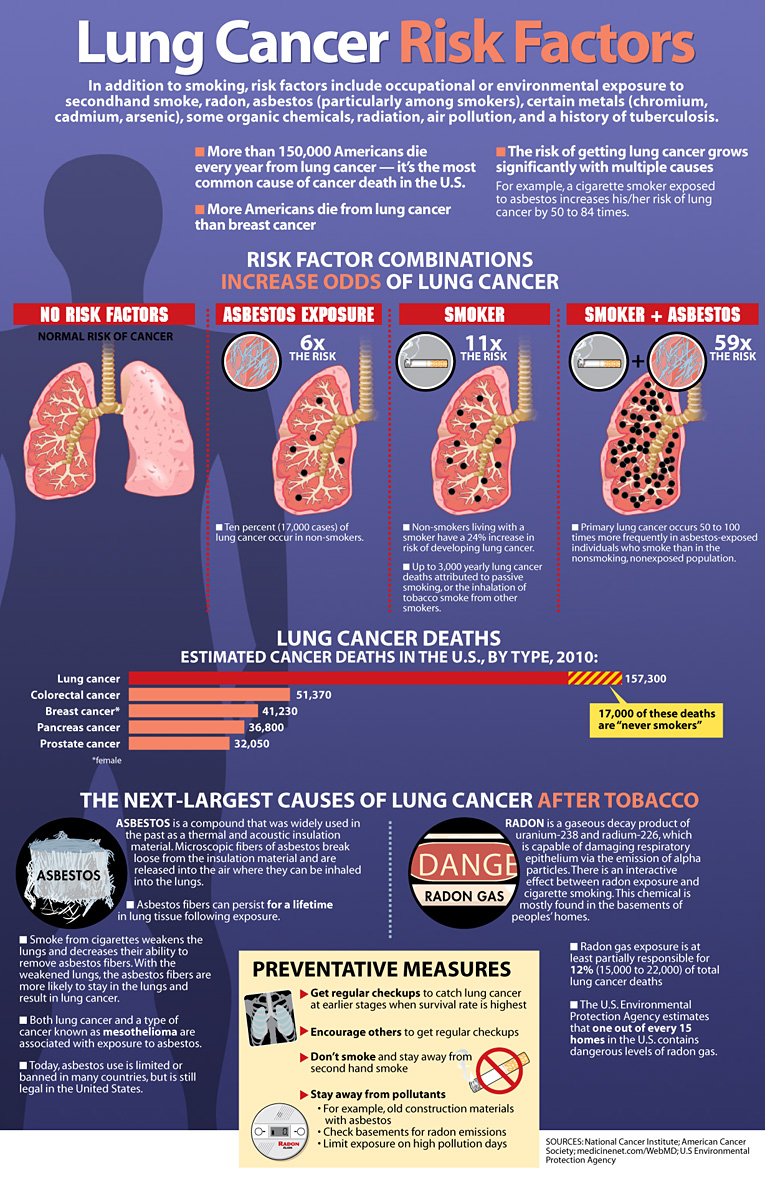 Lung Cancer Risk Factors
In addition to smoking, risk factors include occupational or environmental exposure to
secondhand smoke, radon, asbestos (particularly among smokers), certain metals (chromium,
cadmium, arsenic), some organic chemicals, radiation, air pollution, and a history of tuberculosis.
More than 150,000 Americans die
every year from lung cancer — it's the most
common cause of cancer death in the U.S.
More Americans die from lung cancer
than breast cancer
The risk of getting lung cancer grows
significantly with multiple causes
For example, a cigarette smoker exposed
to asbestos increases his/her risk of lung
cancer by 50 to 84 times.
RISK FACTOR COMBINATIONS
INCREASE ODDS OF LUNG CANCER
NO RISK FACTORS
NORMAL RISK OF CANCER
ASBESTOS EXPOSURE
6x
THE RISK
Ten percent (17,000 cases) of
lung cancer occur in non-smokers.
SMOKER
11x
THE RISK
Non-smokers living with a
smoker have a 24% increase in
risk of developing lung cancer.
Up to 3,000 yearly lung cancer
deaths attributed to passive
smoking, or the inhalation of
tobacco smoke from other
smokers.
SMOKER + ASBESTOS
+
59x
THE RISK
Primary lung cancer occurs 50 to 100
times more frequently in asbestos-exposed
individuals who smoke than in the
nonsmoking, nonexposed population.
LUNG CANCER DEATHS
ESTIMATED CANCER DEATHS IN THE U.S., BY TYPE, 2010:
Lung cancer 157,300
Colorectal cancer 51,370
Breast cancer* 41,230
Pancreas cancer 36,800
Prostate cancer 32,050
*female
17,000 of these deaths
are "never smokers"
THE NEXT-LARGEST CAUSES OF LUNG CANCER AFTER TOBACCO
ASBESTOS
ASBESTOS is a compound that was widely used in
the past as a thermal and acoustic insulation
material. Microscopic fibers of asbestos break
loose from the insulation material and are
released into the air where they can be inhaled
into the lungs.
Asbestos fibers can persist for a lifetime
in lung tissue following exposure.
Smoke from cigarettes weakens the
lungs and decreases their ability to
remove asbestos fibers. With the
weakened lungs, the asbestos fibers are
more likely to stay in the lungs and
result in lung cancer.
Both lung cancer and a type of
cancer known as mesothelioma are
associated with exposure to asbestos.
Today, asbestos use is limited or
banned in many countries, but is still
legal in the United States.
DANGE
RADON GAS
RADON is a gaseous decay product of
uranium-238 and radium-226, which
is capable of damaging respiratory
epithelium via the emission of alpha
particles. There is an interactive
effect between radon exposure and
cigarette smoking. This chemical is
mostly found in the basements of
peoples' homes.
Radon gas exposure is at
least partially responsible for
12% (15,000 to 22,000) of total
lung cancer deaths
The U.S. Environmental
Protection Agency estimates
that one out of every 15
homes in the U.S. contains
dangerous levels of radon gas.
PREVENTATIVE MEASURES
Get regular checkups to catch lung cancer
at earlier stages when survival rate is highest
Encourage others to get regular checkups
Don't smoke and stay away from
second hand smoke
Stay away from pollutants
• For example, old construction materials
with asbestos
• Check basements for radon emissions
• Limit exposure on high pollution days
RADON
SOURCES: National Cancer Institute; American Cancer
Society; medicinenet.com/WebMD; U.S Environmental
Protection Agency